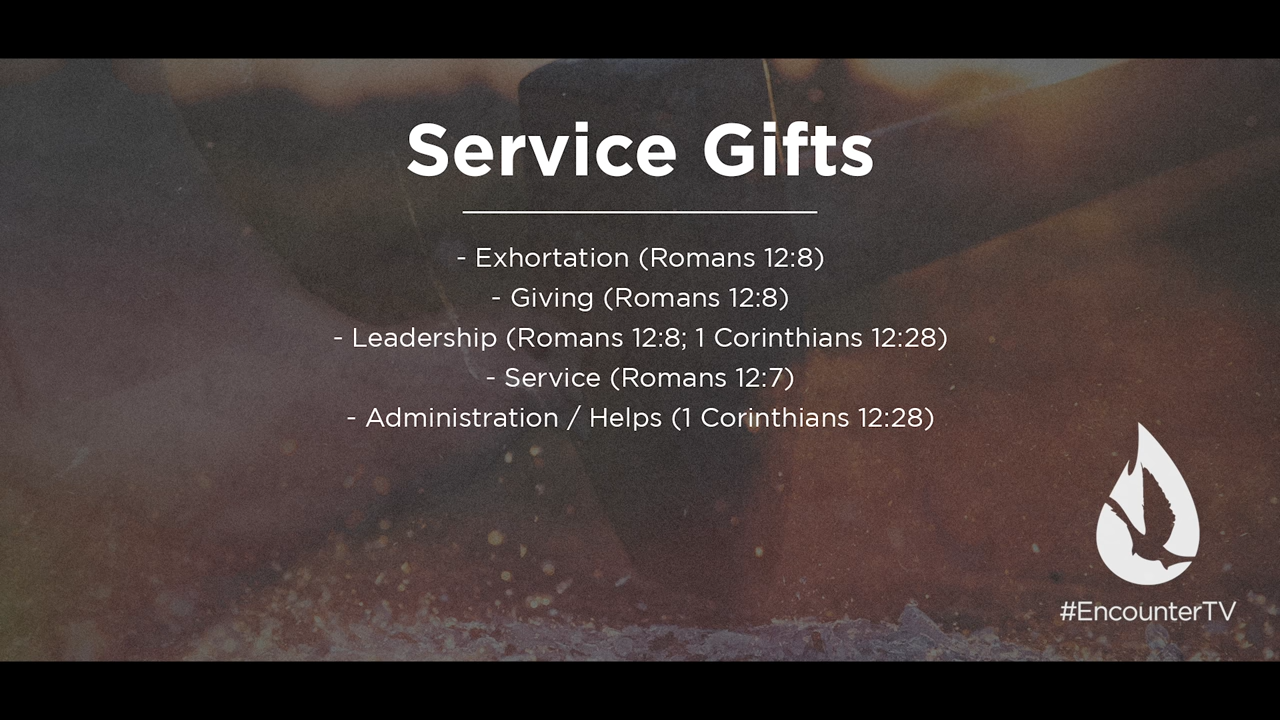 Service Gifts
- Exhortation (Romans 12:8)
- Giving (Romans 12:8)
- Leadership (Romans 12:8; 1 Corinthians 12:28)
- Service (Romans 12:7)
- Administration / Helps (1 Corinthians 12:28)
#EncounterTV